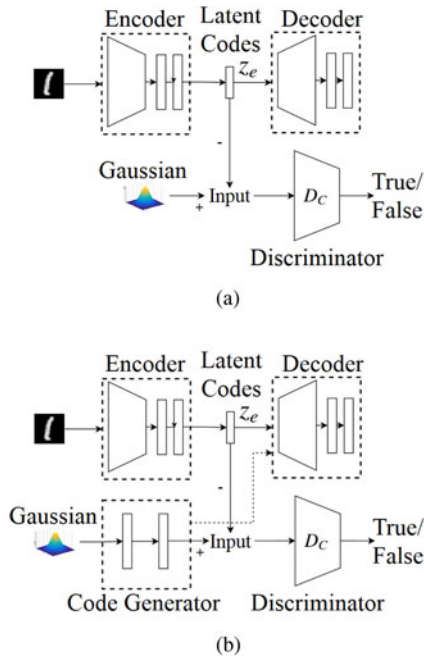 Encoder
Latent
Codes
Decoder
z_e
-
Gaussian
+
Input
D_C
True/
False
Discriminator
(a)
Encoder
Latent
Codes
Decoder
z_e
-
Gaussian
+
Input
D_C
True/
False
Code Generator
Discriminator
(b)